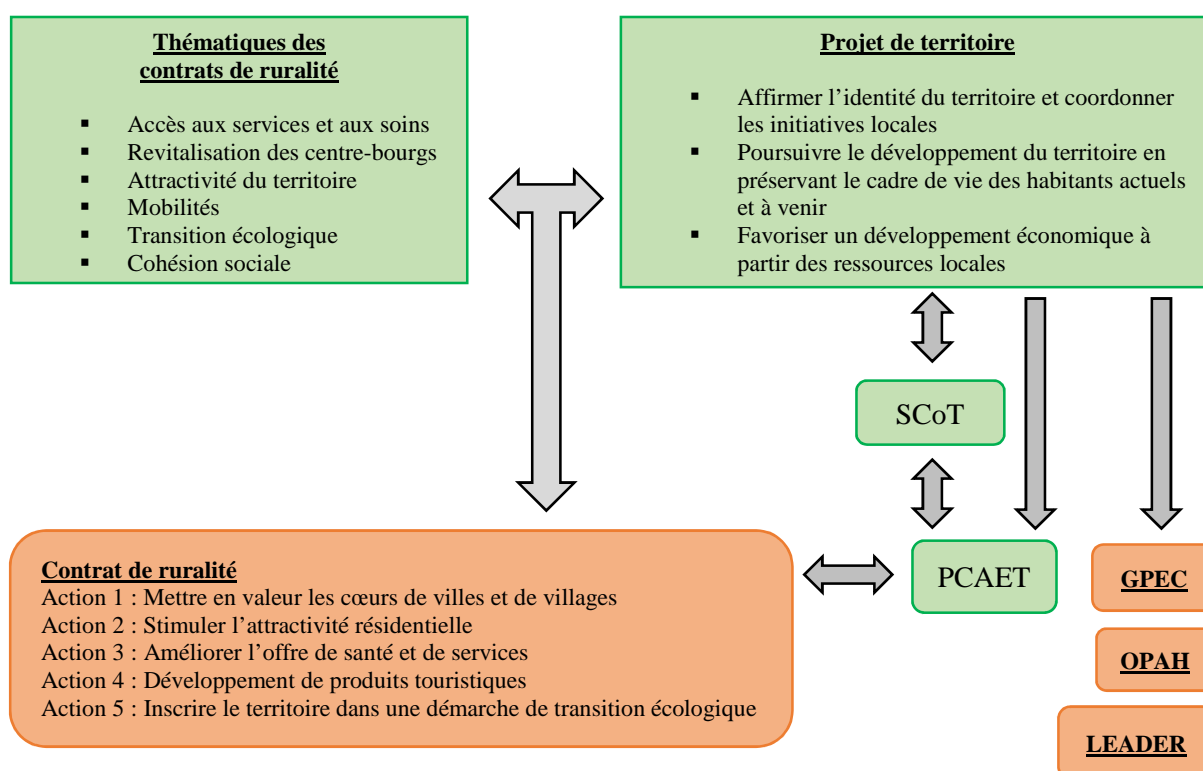 Thématiques des
contrats de ruralité
▪ Accès aux services et aux soins
▪ Revitalisation des centre-bourgs
▪ Attractivité du territoire
▪ Mobilités
▪ Transition écologique
▪ Cohésion sociale
Projet de territoire
▪ Affirmer l’identité du territoire et coordonner
les initiatives locales
▪ Poursuivre le développement du territoire en
préservant le cadre de vie des habitants actuels
et à venir
▪ Favoriser un développement économique à
partir des ressources locales
SCoT
PCAET
GPEC
OPAH
LEADER
Contrat de ruralité
Action 1 : Mettre en valeur les cœurs de villes et de villages
Action 2 : Stimuler l’attractivité résidentielle
Action 3 : Améliorer l’offre de santé et de services
Action 4 : Développement de produits touristiques
Action 5 : Inscrire le territoire dans une démarche de transition écologique